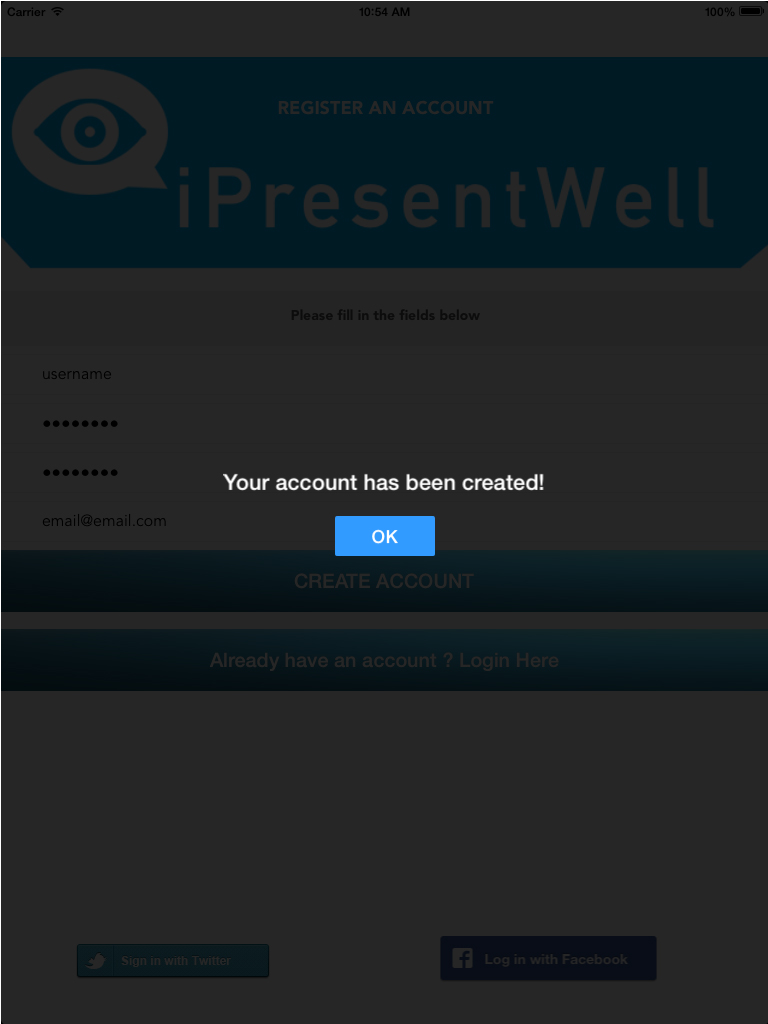 Carrier 10:54 AM 100%
REGISTER AN ACCOUNT
iPresentWell
Please fill in the fields below
username
••••••••
••••••••
Your account has been created!
email@email.com
OK
CREATE ACCOUNT
Already have an account ? Login Here
Sign in with Twitter
Log in with Facebook